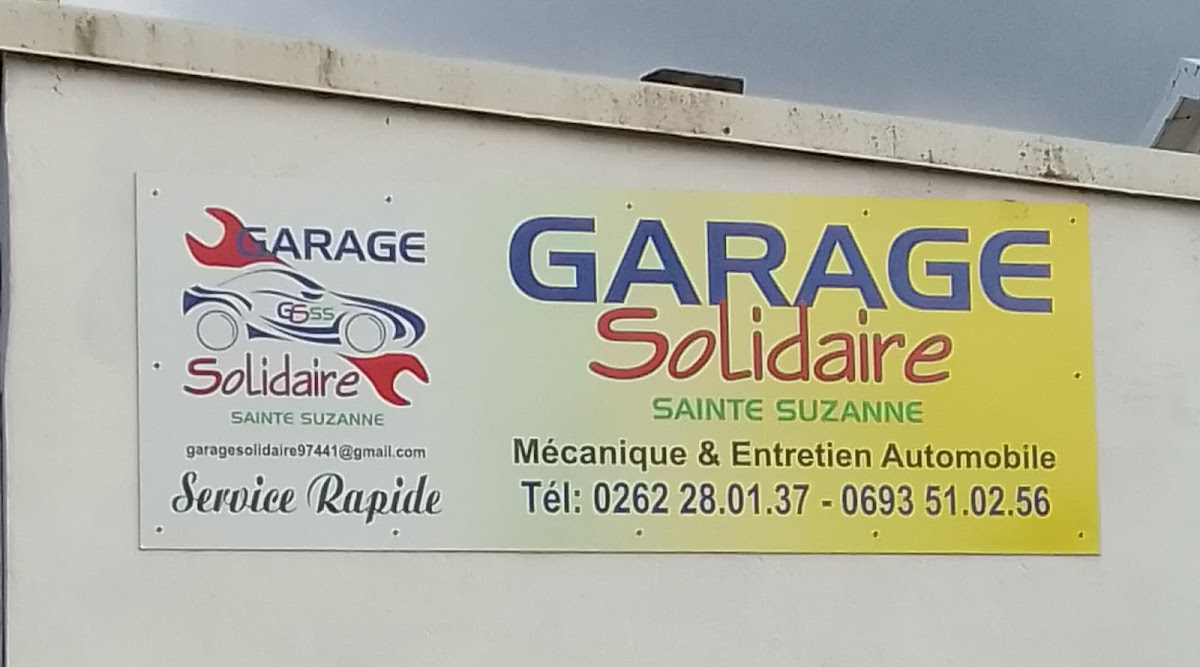 GARAGE
GSSS
Solidaire
SAINTE SUZANNE
garagesolidaire97441@gmail.com
Service Rapide
GARAGE
Solidaire
SAINTE SUZANNE
Mécanique & Entretien Automobile
Tél: 0262 28.01.37 - 0693 51.02.56